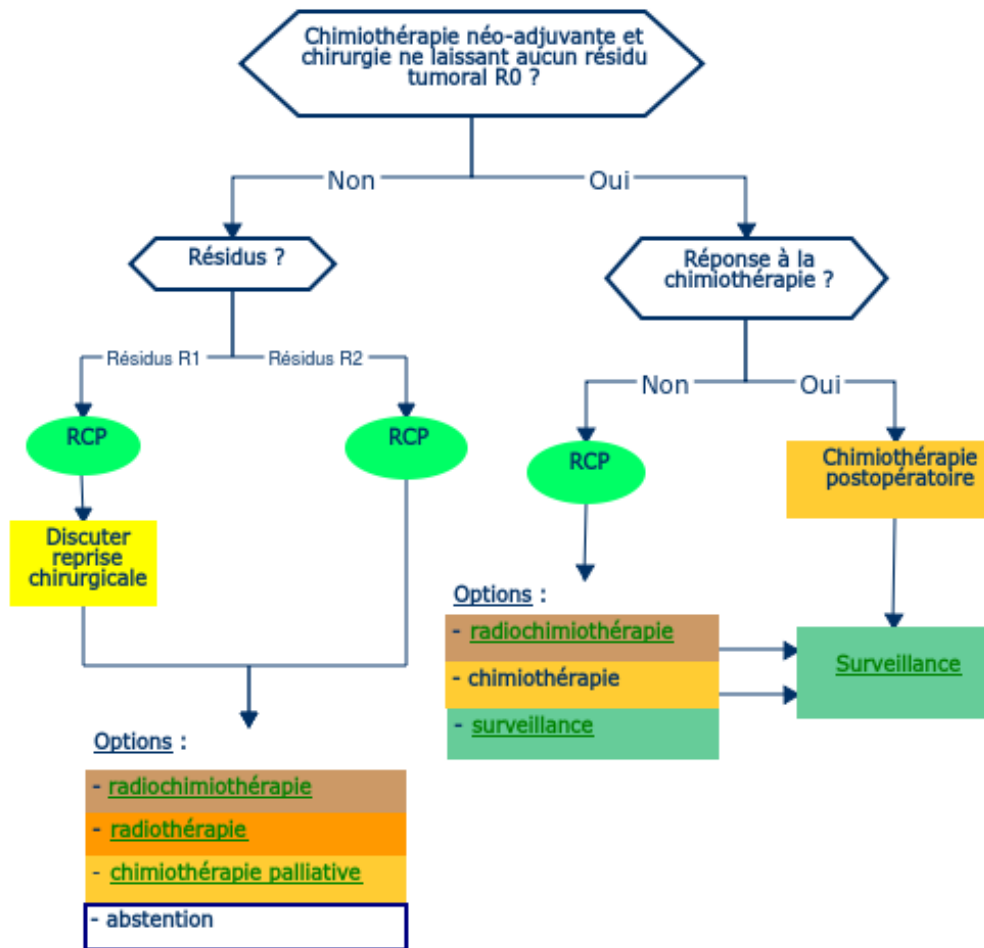 Chimiothérapie néo-adjuvante et
chirurgie ne laissant aucun résidu
tumoral R0 ?
Non
Oui
Résidus ?
Réponse à la
chimiothérapie ?
Résidus R1
Résidus R2
Non
Oui
RCP
RCP
RCP
Chimiothérapie
postopératoire
Discuter
reprise
chirurgicale
Options :
- radiochimiothérapie
- chimiothérapie
- surveillance
Surveillance
Options :
- radiochimiothérapie
- radiothérapie
- chimiothérapie palliative
- abstention